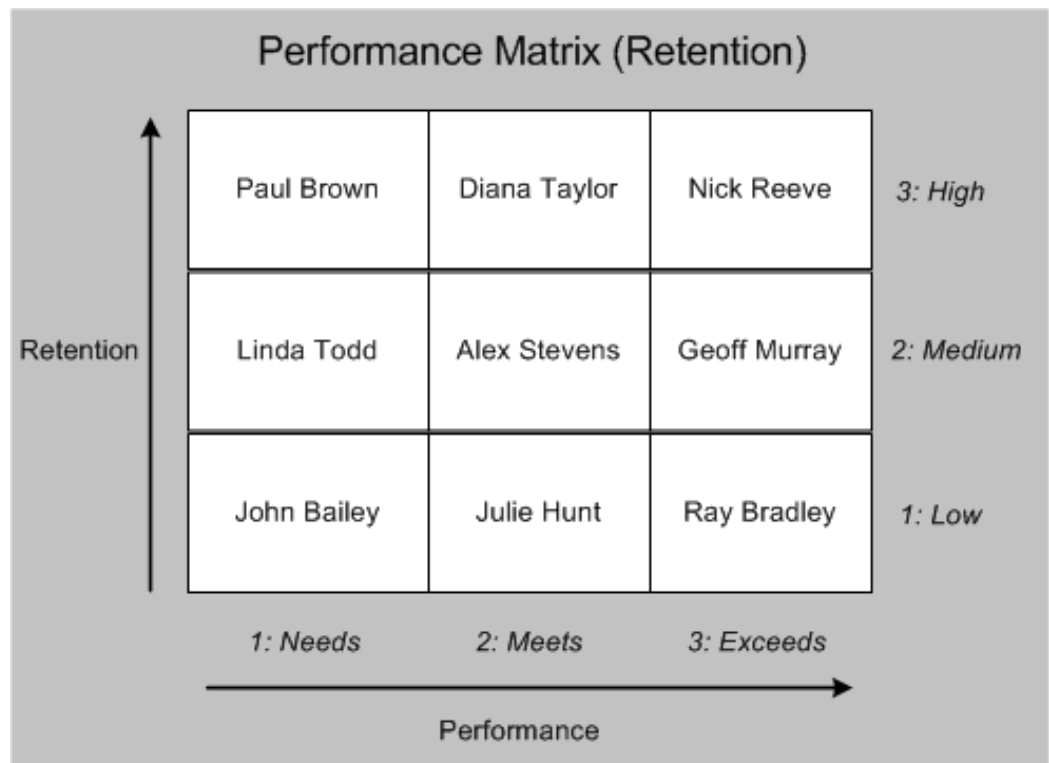 Performance Matrix (Retention)
Paul Brown Diana Taylor Nick Reeve 3: High
Retention Linda Todd Alex Stevens Geoff Murray 2: Medium
John Bailey Julie Hunt Ray Bradley 1: Low
1: Needs 2: Meets 3: Exceeds
Performance